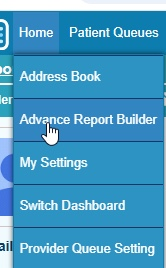 Home Patient Queues
Address Book
Advance Report Builder
My Settings
Switch Dashboard
Provider Queue Setting